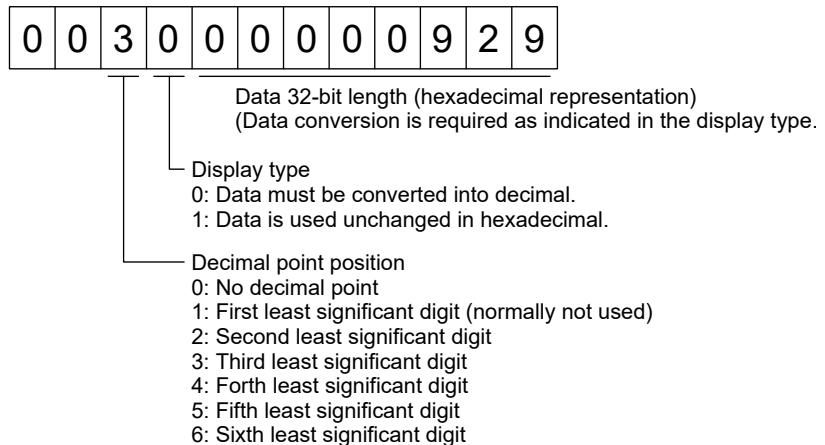 0 0 3 0 0 0 0 0 0 9 2 9
Data 32-bit length (hexadecimal representation)
(Data conversion is required as indicated in the display type.
Display type
0: Data must be converted into decimal.
1: Data is used unchanged in hexadecimal.
Decimal point position
0: No decimal point
1: First least significant digit (normally not used)
2: Second least significant digit
3: Third least significant digit
4: Forth least significant digit
5: Fifth least significant digit
6: Sixth least significant digit